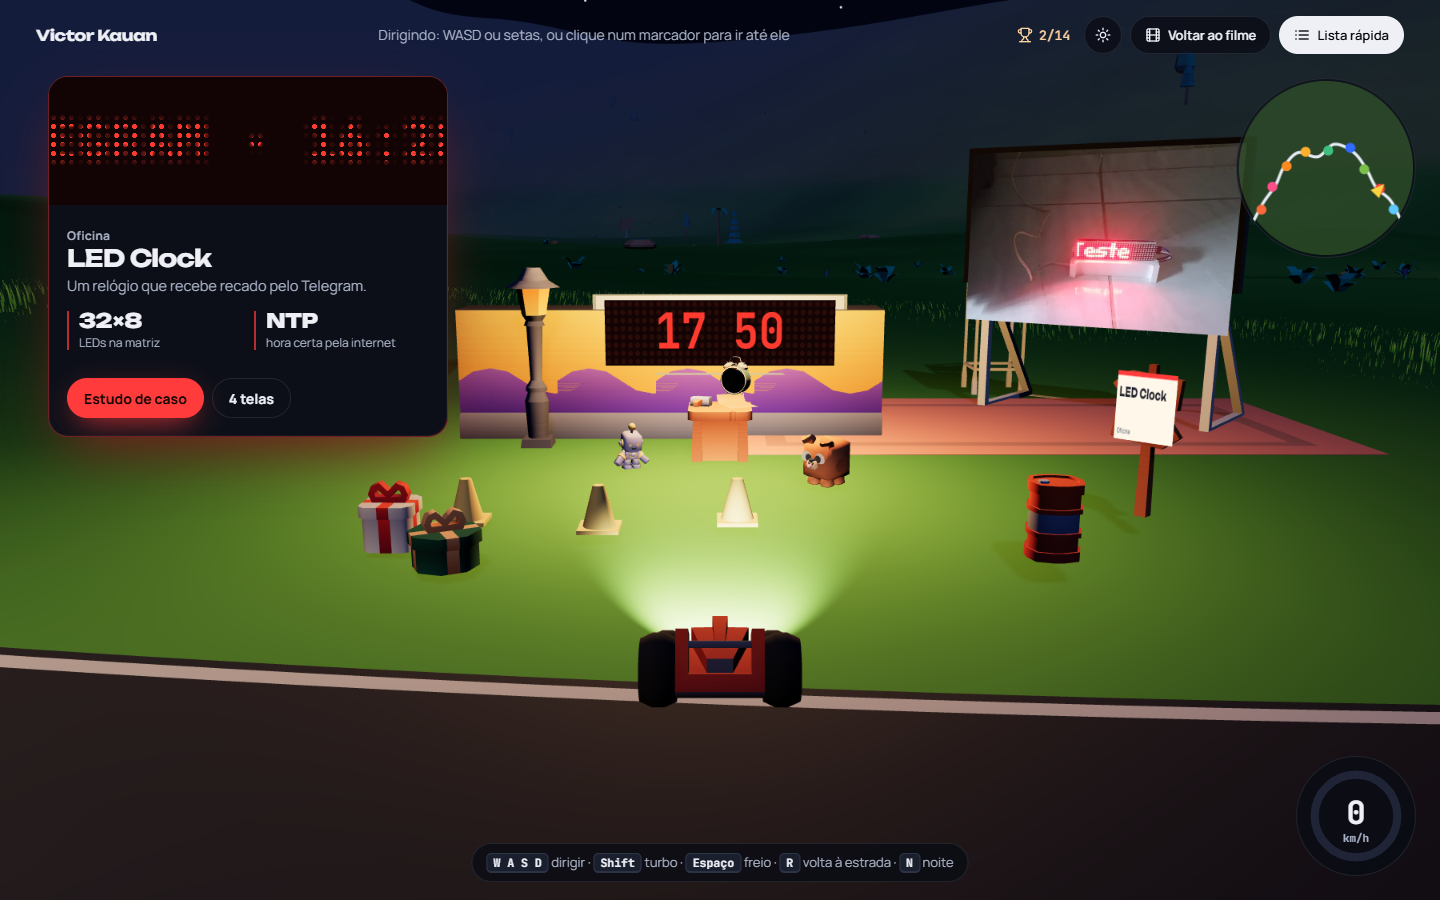 Victor Kauan
Dirigindo: WASD ou setas, ou clique num marcador para ir até ele
2/14
Voltar ao filme
Lista rápida
Oficina
LED Clock
Um relógio que recebe recado pelo Telegram.
32×8
LEDs na matriz
NTP
hora certa pela internet
Estudo de caso
4 telas
17 50
Teste
LED Clock
Oficina
0
km/h
W A S D dirigir · Shift turbo · Espaço freio · R volta à estrada · N noite